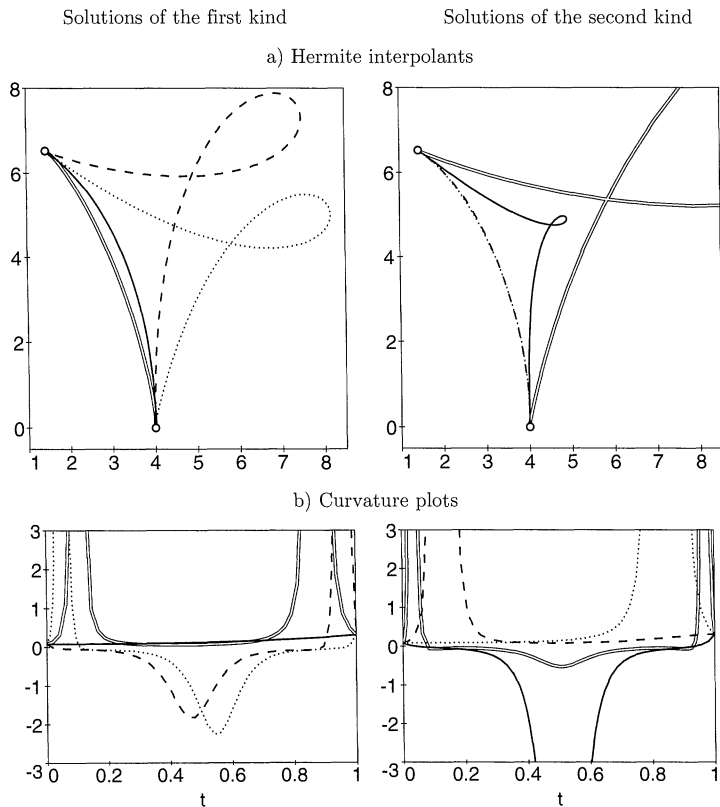 Solutions of the first kind Solutions of the second kind
a) Hermite interpolants
8 8
6 6
4 4
2 2
0 0
1 2 3 4 5 6 7 8 1 2 3 4 5 6 7 8
b) Curvature plots
3 3
2 2
1 1
0 0
-1 -1
-2 -2
-3 0 0.2 0.4 0.6 0.8 1 -3 0 0.2 0.4 0.6 0.8 1
t t